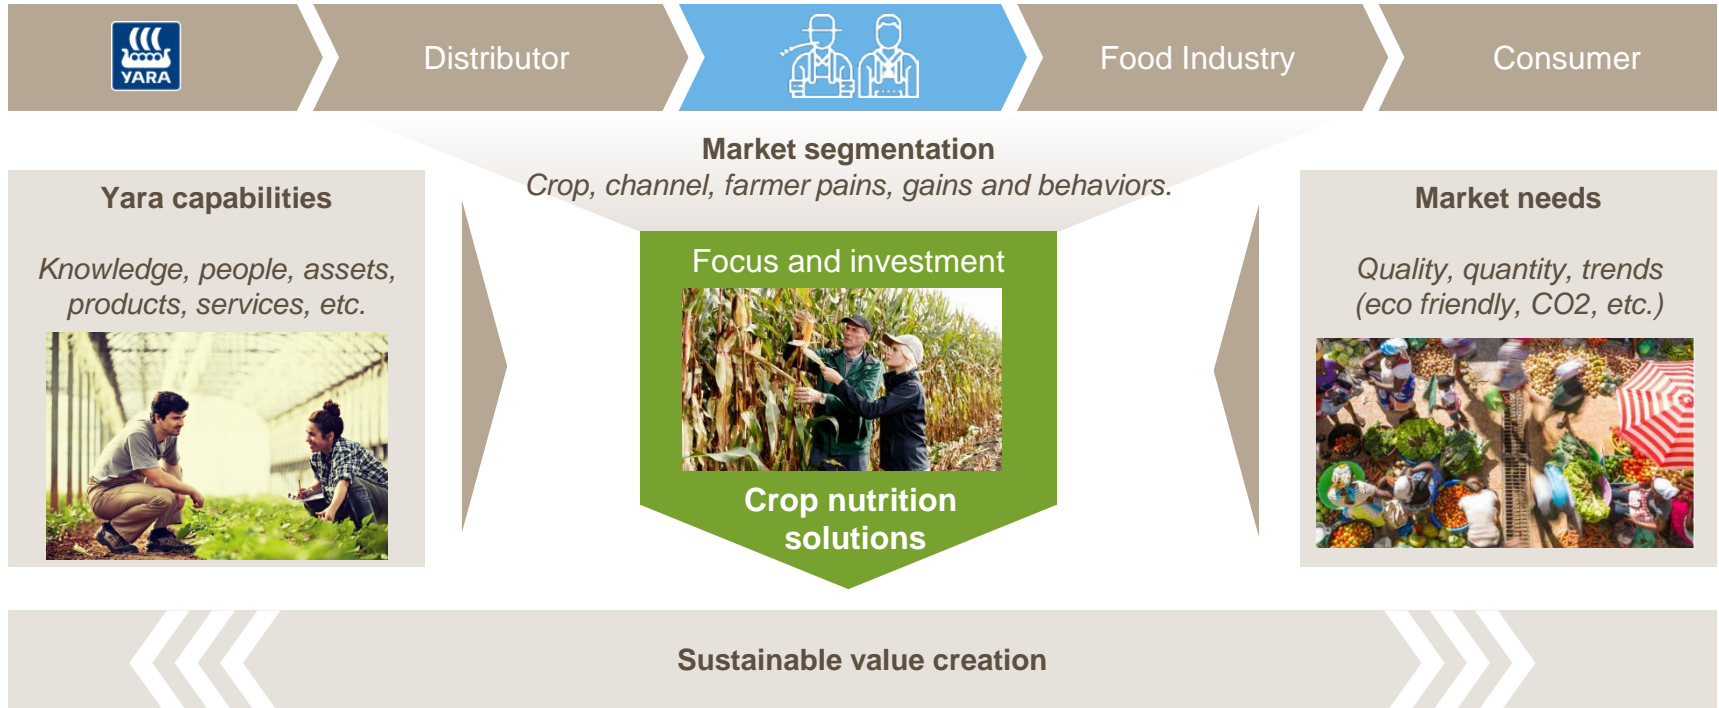 YARA
Distributor
Food Industry
Consumer
Market segmentation
Crop, channel, farmer pains, gains and behaviors.
Yara capabilities
Knowledge, people, assets,
products, services, etc.
Focus and investment
Crop nutrition
solutions
Market needs
Quality, quantity, trends
(eco friendly, CO2, etc.)
Sustainable value creation